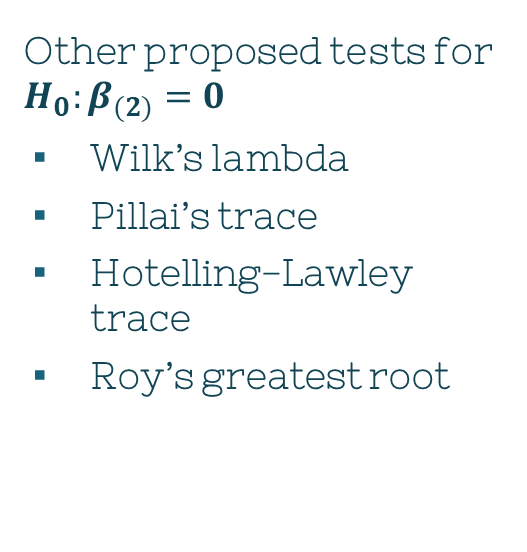 Other proposed tests for
H₀: β₍₂₎ = 0
▪ Wilk's lambda
▪ Pillai's trace
▪ Hotelling-Lawley
trace
▪ Roy's greatest root